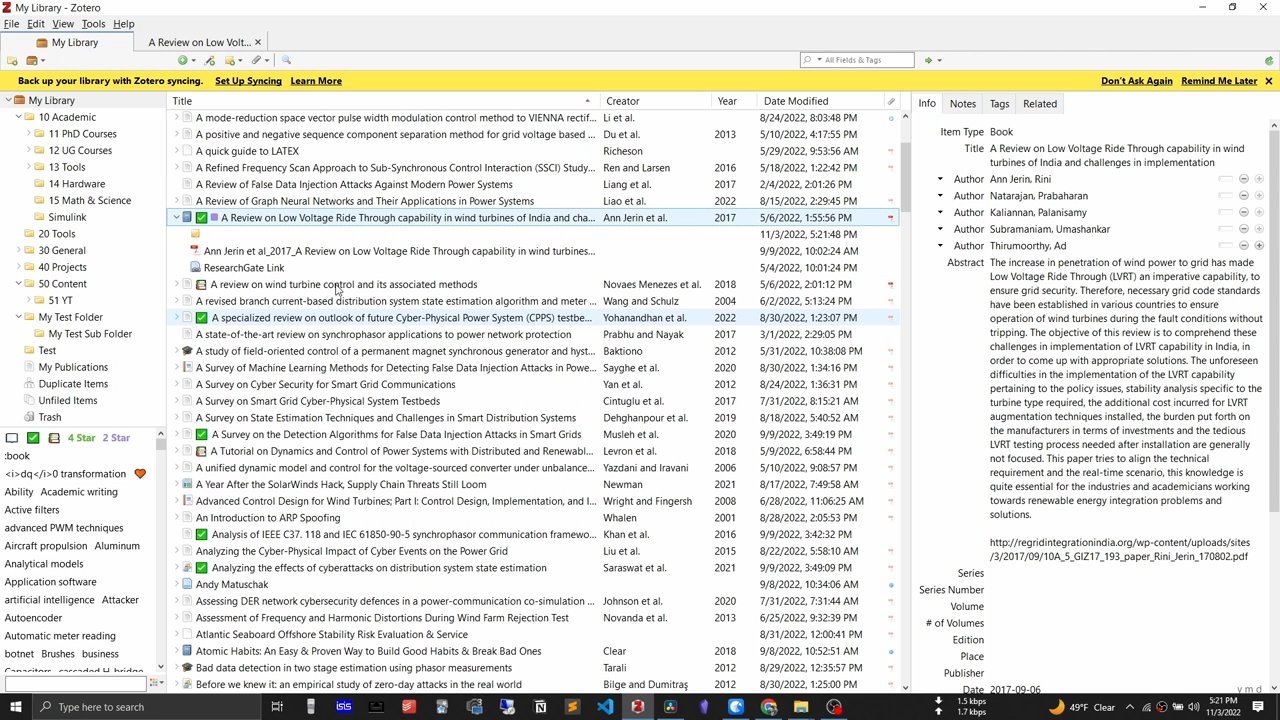 My Library - Zotero
File Edit View Tools Help
My Library
A Review on Low Volt...
All Fields & Tags
Back up your library with Zotero syncing. Set Up Syncing Learn More
Don't Ask Again Remind Me Later
My Library
10 Academic
11 PhD Courses
12 UG Courses
13 Tools
14 Hardware
15 Math & Science
Simulink
20 Tools
30 General
40 Projects
50 Content
51 YT
My Test Folder
My Test Sub Folder
Test
My Publications
Duplicate Items
Unfiled Items
Trash
4 Star 2 Star
:book
<i>dq</i>0 transformation
Ability Academic writing
Active filters
advanced PWM techniques
Aircraft propulsion Aluminum
Analytical models
Application software
artificial intelligence Attacker
Autoencoder
Automatic meter reading
botnet Brushes business
Capacitors cascaded H-bridge
Title Creator Year Date Modified
A mode-reduction space vector pulse width modulation control method to VIENNA rectif... Li et al. 8/24/2022, 8:03:48 PM
A positive and negative sequence component separation method for grid voltage based ... Du et al. 2013 5/10/2022, 4:17:55 PM
A quick guide to LATEX Richeson 5/29/2022, 9:53:56 AM
A Refined Frequency Scan Approach to Sub-Synchronous Control Interaction (SSCI) Study... Ren and Larsen 2016 5/8/2022, 1:22:42 PM
A Review of False Data Injection Attacks Against Modern Power Systems Liang et al. 2017 2/4/2022, 2:01:26 PM
A Review of Graph Neural Networks and Their Applications in Power Systems Liao et al. 2022 8/15/2022, 2:29:45 PM
A Review on Low Voltage Ride Through capability in wind turbines of India and cha... Ann Jerin et al. 2017 5/6/2022, 1:55:56 PM
11/3/2022, 5:21:48 PM
Ann Jerin et al_2017_A Review on Low Voltage Ride Through capability in wind turbines... 9/9/2022, 10:02:24 AM
ResearchGate Link 5/4/2022, 10:01:24 PM
A review on wind turbine control and its associated methods Novaes Menezes et al. 2018 5/6/2022, 2:01:12 PM
A revised branch current-based distribution system state estimation algorithm and meter ... Wang and Schulz 2004 6/2/2022, 5:13:24 PM
A specialized review on outlook of future Cyber-Physical Power System (CPPS) testbe... Yohanandhan et al. 2022 8/30/2022, 1:23:07 PM
A state-of-the-art review on synchrophasor applications to power network protection Prabhu and Nayak 2017 3/1/2022, 2:29:05 PM
A study of field-oriented control of a permanent magnet synchronous generator and hyst... Baktiono 2012 5/31/2022, 10:38:08 PM
A Survey of Machine Learning Methods for Detecting False Data Injection Attacks in Powe... Sayghe et al. 2020 8/30/2022, 1:34:16 PM
A Survey on Cyber Security for Smart Grid Communications Yan et al. 2012 8/24/2022, 1:36:31 PM
A Survey on Smart Grid Cyber-Physical System Testbeds Cintuglu et al. 2017 7/31/2022, 8:15:21 AM
A Survey on State Estimation Techniques and Challenges in Smart Distribution Systems Dehghanpour et al. 2019 8/18/2022, 5:40:52 PM
A Survey on the Detection Algorithms for False Data Injection Attacks in Smart Grids Musleh et al. 2020 9/9/2022, 3:49:19 PM
A Tutorial on Dynamics and Control of Power Systems with Distributed and Renewabl... Levron et al. 2018 5/9/2022, 6:58:44 PM
A unified dynamic model and control for the voltage-sourced converter under unbalance... Yazdani and Iravani 2006 5/10/2022, 9:08:57 PM
A Year After the SolarWinds Hack, Supply Chain Threats Still Loom Newman 2021 8/17/2022, 7:49:58 AM
Advanced Control Design for Wind Turbines; Part I: Control Design, Implementation, and I... Wright and Fingersh 2008 6/28/2022, 11:06:25 AM
An Introduction to ARP Spoofing Whalen 2001 8/28/2022, 2:05:53 PM
Analysis of IEEE C37. 118 and IEC 61850-90-5 synchrophasor communication framewo... Khan et al. 2016 9/9/2022, 3:42:32 PM
Analyzing the Cyber-Physical Impact of Cyber Events on the Power Grid Liu et al. 2015 8/22/2022, 5:58:10 AM
Analyzing the effects of cyberattacks on distribution system state estimation Saraswat et al. 2021 9/9/2022, 3:49:09 PM
Andy Matuschak 9/8/2022, 10:34:06 AM
Assessing DER network cybersecurity defences in a power-communication co-simulation ... Johnson et al. 2020 7/31/2022, 7:31:44 AM
Assessment of Frequency and Harmonic Distortions During Wind Farm Rejection Test Novanda et al. 2013 6/25/2022, 9:32:39 PM
Atlantic Seaboard Offshore Stability Risk Evaluation & Service 8/31/2022, 12:00:41 PM
Atomic Habits: An Easy & Proven Way to Build Good Habits & Break Bad Ones Clear 2018 9/8/2022, 10:52:51 AM
Bad data detection in two stage estimation using phasor measurements Tarali 2012 8/29/2022, 12:35:57 PM
Before we knew it: an empirical study of zero-day attacks in the real world Bilge and Dumitraş 2012 8/30/2022, 1:25:00 PM
Info Notes Tags Related
Item Type Book
Title A Review on Low Voltage Ride Through capability in wind
turbines of India and challenges in implementation
Author Ann Jerin, Rini
Author Natarajan, Prabaharan
Author Kaliannan, Palanisamy
Author Subramaniam, Umashankar
Author Thirumoorthy, Ad
Abstract The increase in penetration of wind power to grid has made
Low Voltage Ride Through (LVRT) an imperative capability, to
ensure grid security. Therefore, necessary grid code
standards have been established in various countries to
ensure operation of wind turbines during the fault
conditions without
tripping. The objective of this review is to comprehend these
challenges in implementation of LVRT capability in India, in
order to come up with appropriate solutions. The unforeseen
difficulties in the implementation of the LVRT capability
pertaining to the policy issues, stability analysis specific to the
turbine type required, the additional cost incurred for LVRT
augmentation techniques installed, the burden put forth on
the manufacturers in terms of investments and the tedious
LVRT testing process needed after installation are generally
not focused. This paper tries to align the technical
requirement and the real-time scenario, this knowledge is
quite essential for the industries and academicians working
towards renewable energy integration problems and
solutions.
http://regridintegrationindia.org/wp-content/uploads/sites
/3/2017/09/10A_5_GIZ17_193_paper_Rini_Jerin_170802.pdf
Series
Series Number
Volume
# of Volumes
Edition
Place
Publisher
Date 2017-09-06 y m d
Type here to search
isis
1.5 kbps
1.7 kbps
49°F Clear
5:21 PM
11/3/2022